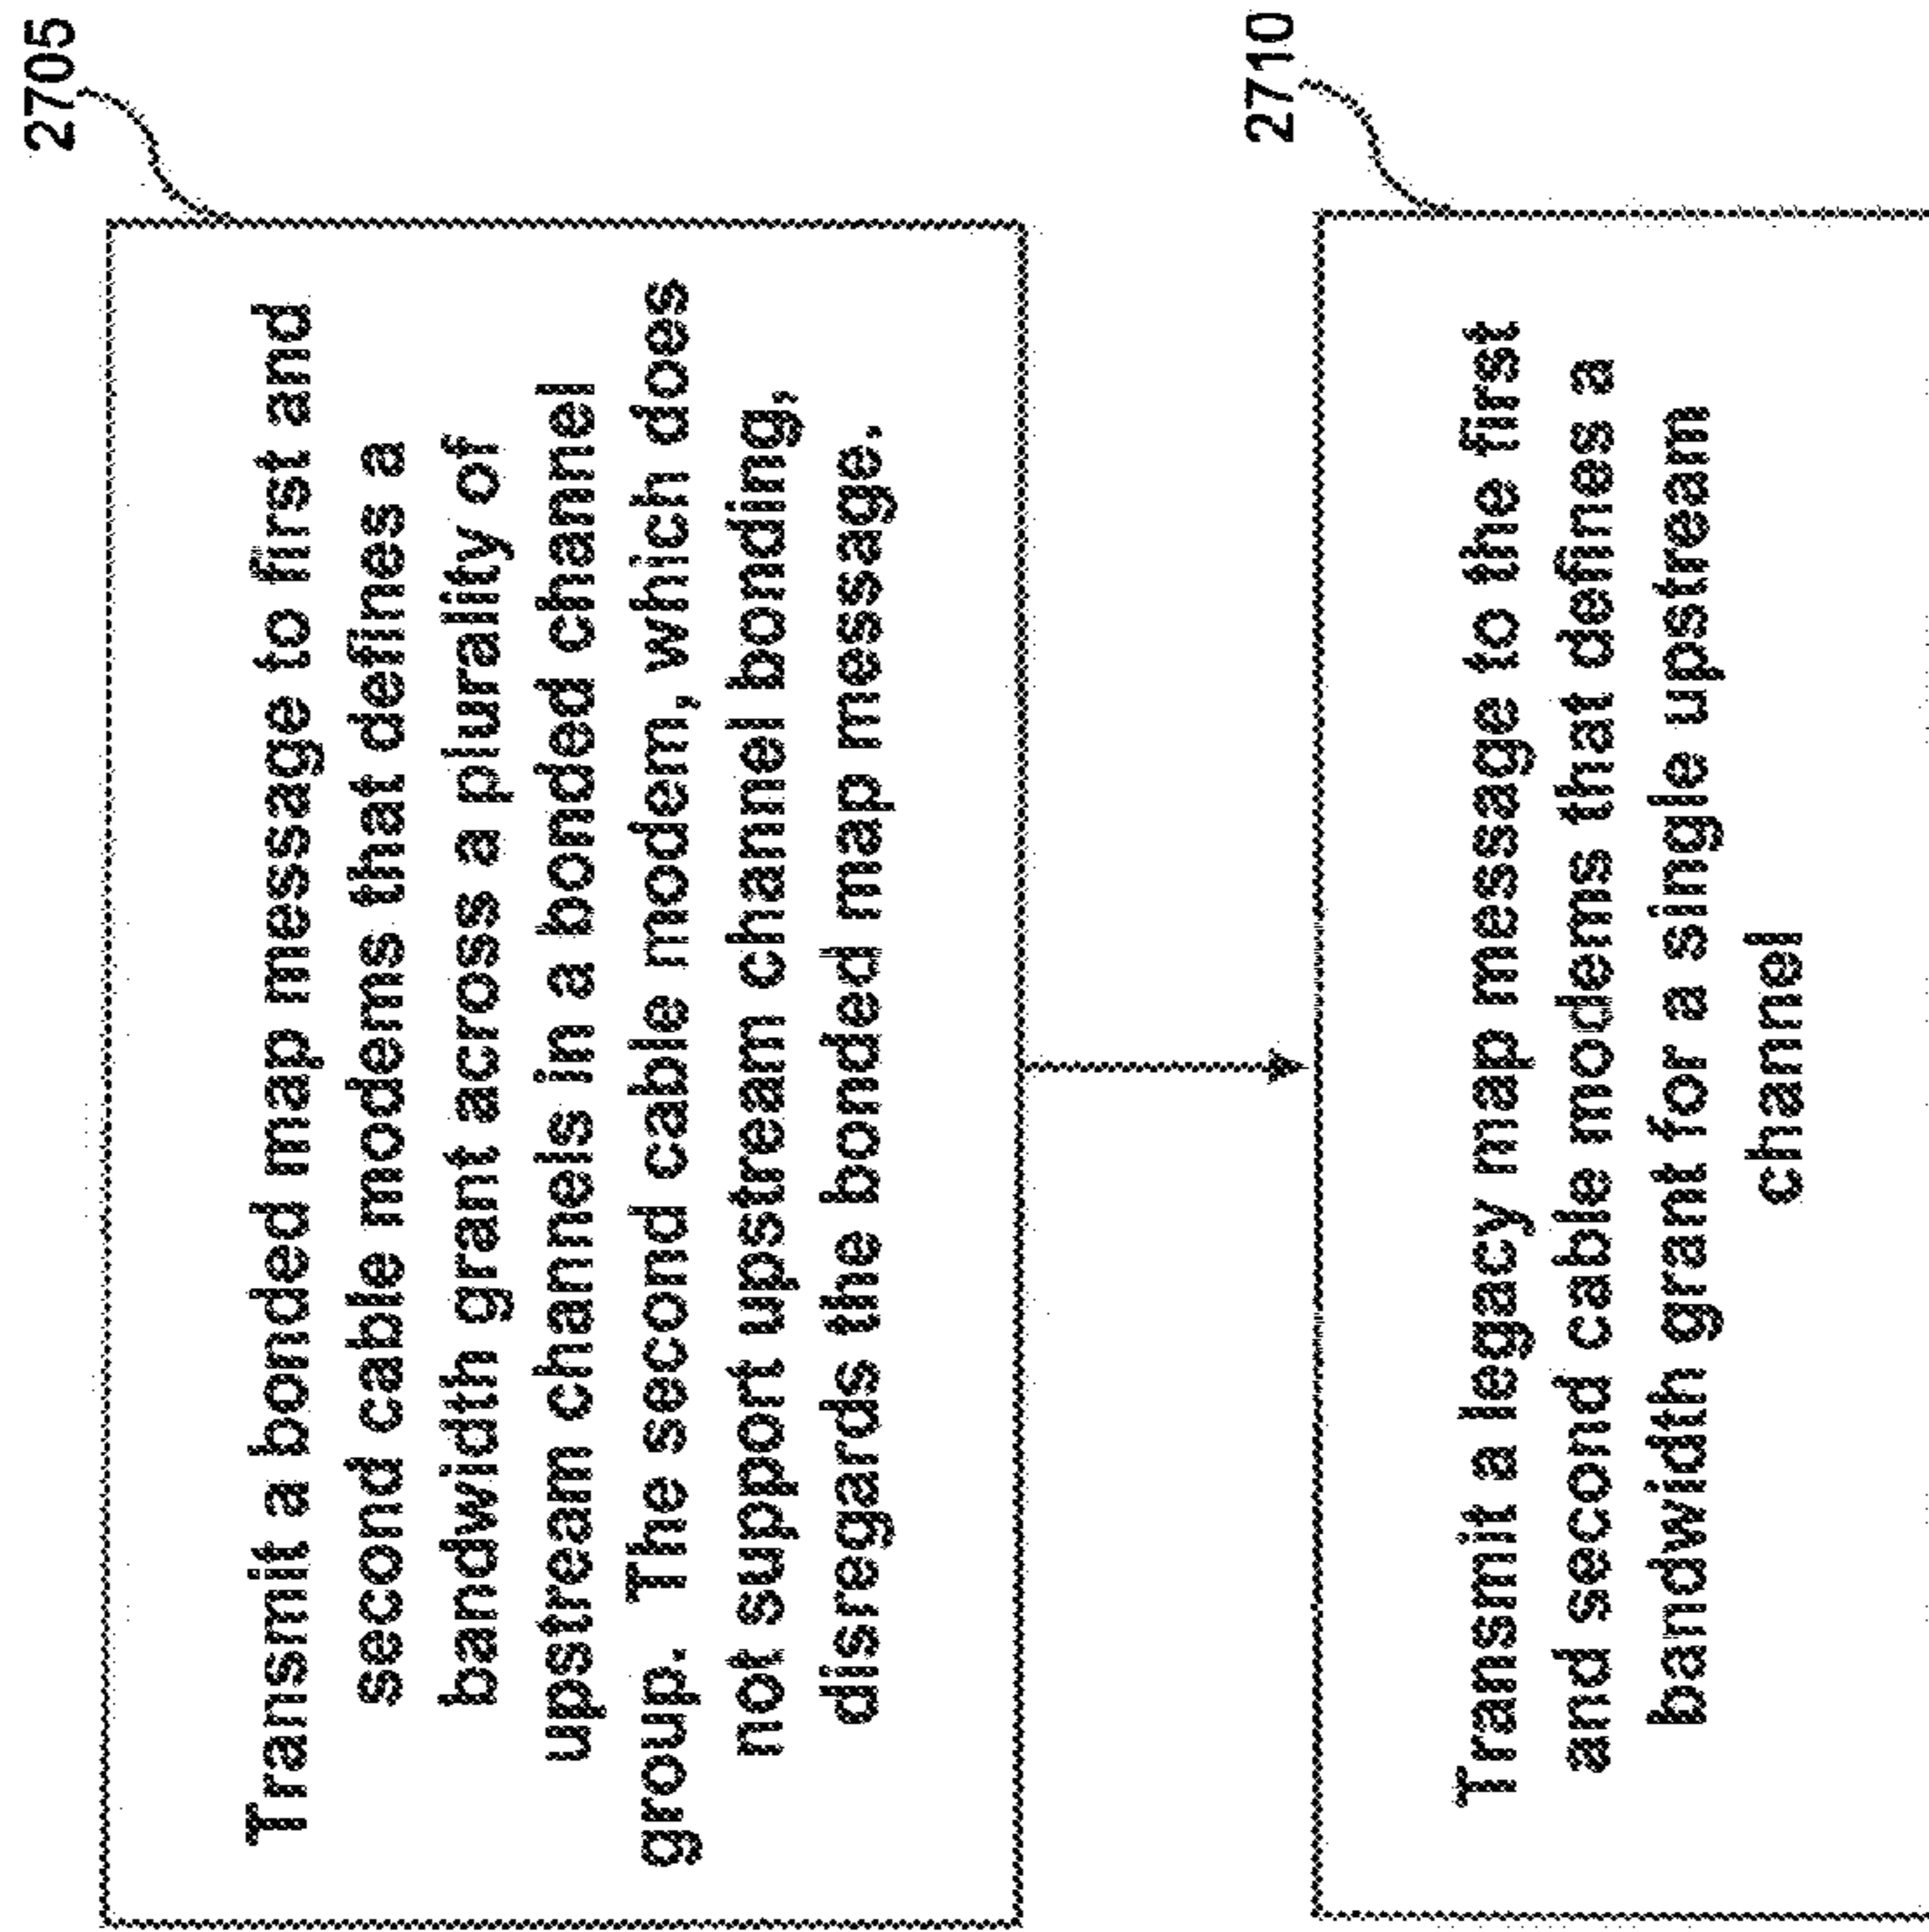 2705
Transmit a bonded map message to first and
second cable modems that defines a
bandwidth grant across a plurality of
upstream channels in a bonded channel
group. The second cable modem, which does
not support upstream channel bonding,
disregards the bonded map message.
2710
Transmit a legacy map message to the first
and second cable modems that defines a
bandwidth grant for a single upstream
channel